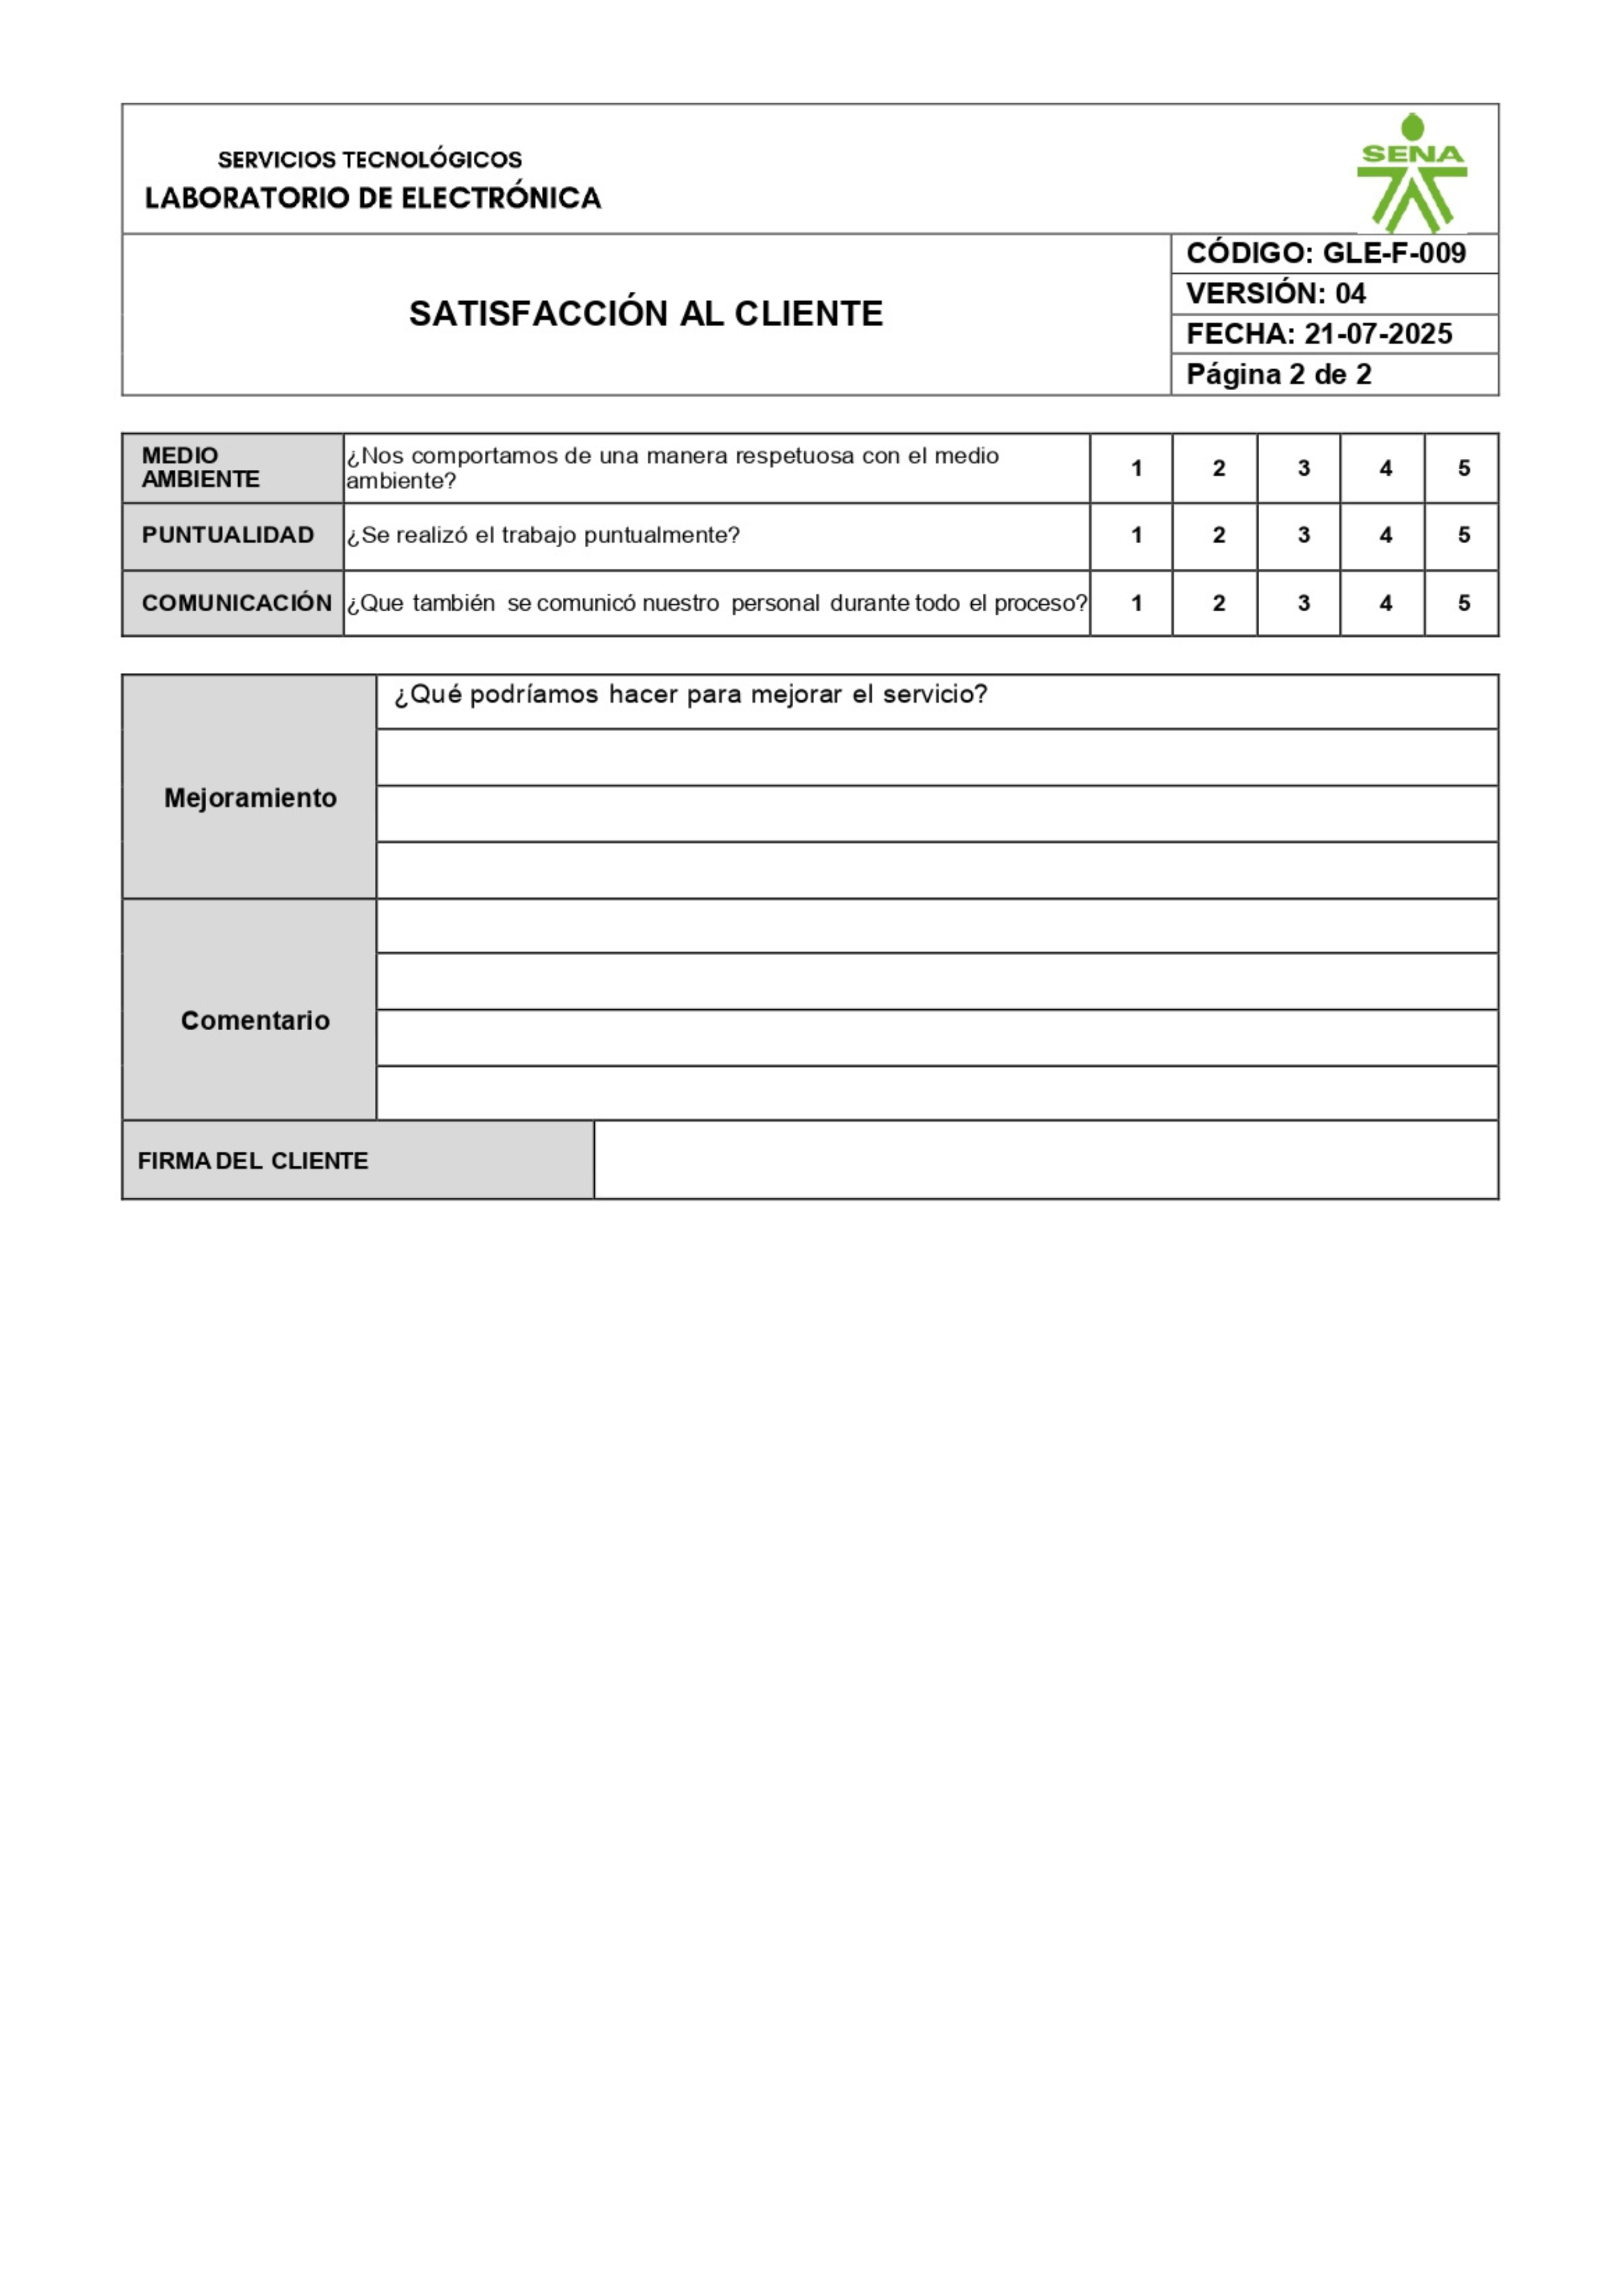 SERVICIOS TECNOLÓGICOS
LABORATORIO DE ELECTRÓNICA
SENA
SATISFACCIÓN AL CLIENTE
CÓDIGO: GLE-F-009
VERSIÓN: 04
FECHA: 21-07-2025
Página 2 de 2
MEDIO
AMBIENTE
¿Nos comportamos de una manera respetuosa con el medio
ambiente?
1 2 3 4 5
PUNTUALIDAD ¿Se realizó el trabajo puntualmente? 1 2 3 4 5
COMUNICACIÓN ¿Que también se comunicó nuestro personal durante todo el proceso? 1 2 3 4 5
¿Qué podríamos hacer para mejorar el servicio?
Mejoramiento
Comentario
FIRMA DEL CLIENTE